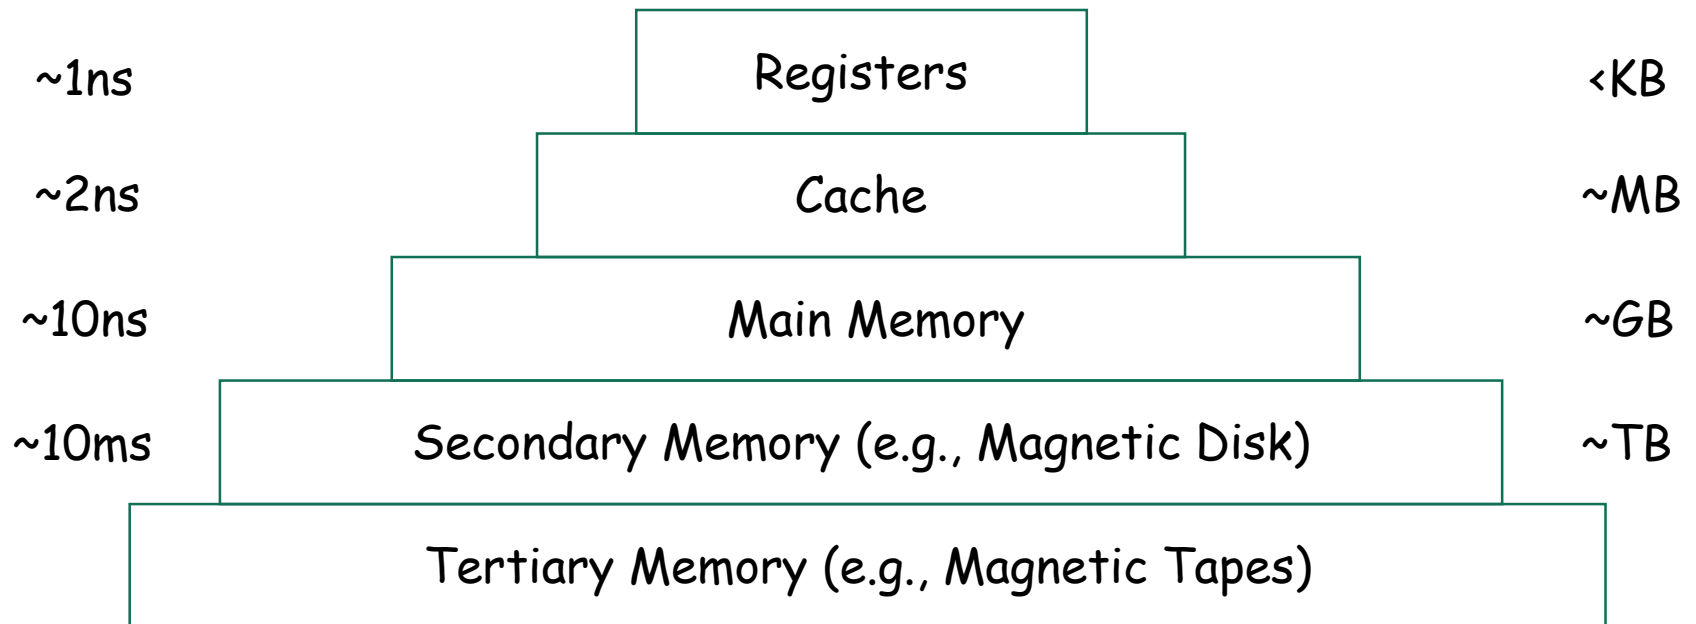 ~1ns
Registers
<KB
~2ns
Cache
~MB
~10ns
Main Memory
~GB
~10ms
Secondary Memory (e.g., Magnetic Disk)
~TB
Tertiary Memory (e.g., Magnetic Tapes)